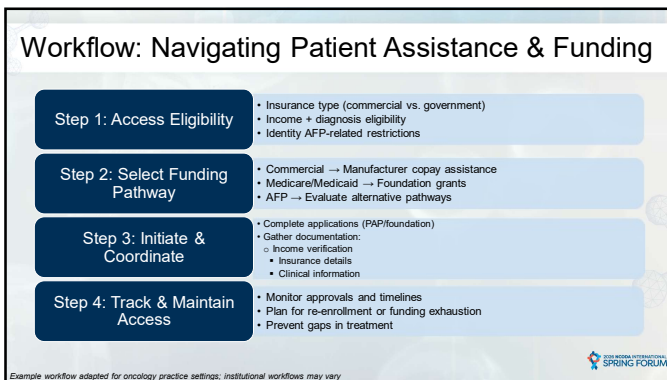 Workflow: Navigating Patient Assistance & Funding
Step 1: Access Eligibility
• Insurance type (commercial vs. government)
• Income + diagnosis eligibility
• Identity AFP-related restrictions
Step 2: Select Funding
Pathway
• Commercial → Manufacturer copay assistance
• Medicare/Medicaid → Foundation grants
• AFP → Evaluate alternative pathways
Step 3: Initiate &
Coordinate
• Complete applications (PAP/foundation)
• Gather documentation:
o Income verification
▪ Insurance details
▪ Clinical information
Step 4: Track & Maintain
Access
• Monitor approvals and timelines
• Plan for re-enrollment or funding exhaustion
• Prevent gaps in treatment
2026 NCODA INTERNATIONAL
SPRING FORUM
Example workflow adapted for oncology practice settings; institutional workflows may vary